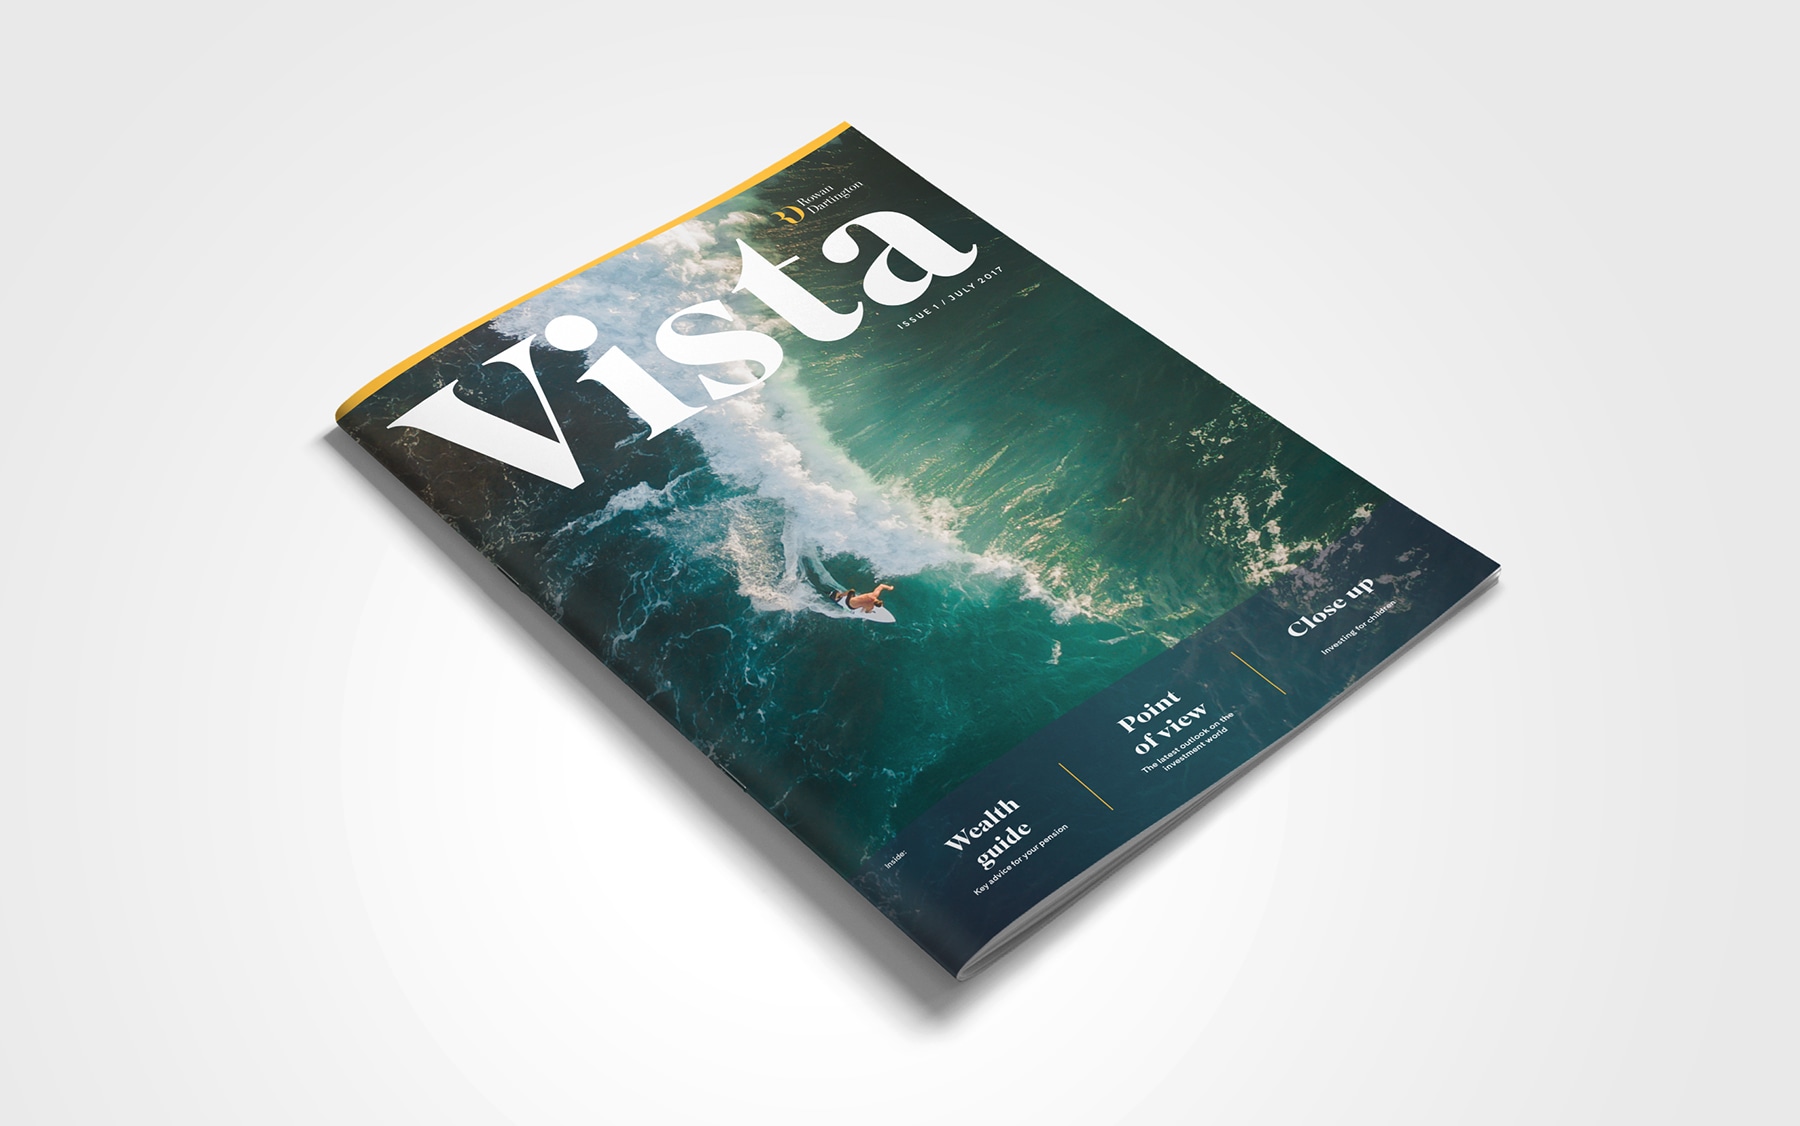 Rowan
Dartington
Vista
ISSUE 1 / JULY 2017
Inside:
Wealth
guide
Key advice for your pension
Point
of view
The latest outlook on the
investment world
Close up
Investing for children